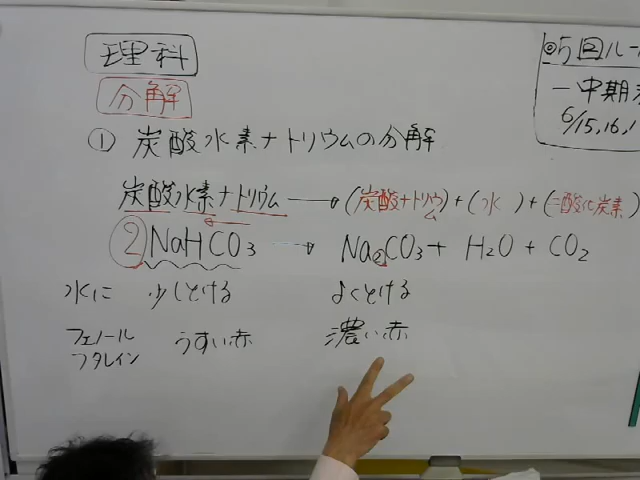 理科
分解
① 炭酸水素ナトリウムの分解
炭酸水素ナトリウム → (炭酸ナトリウム) + (水) + (二酸化炭素)
②NaHCO₃ → Na₂CO₃ + H₂O + CO₂
水に 少しとける よくとける
フェノール
フタレイン うすい赤 濃い赤
◎5回ルー
一中期
6/15,16,1